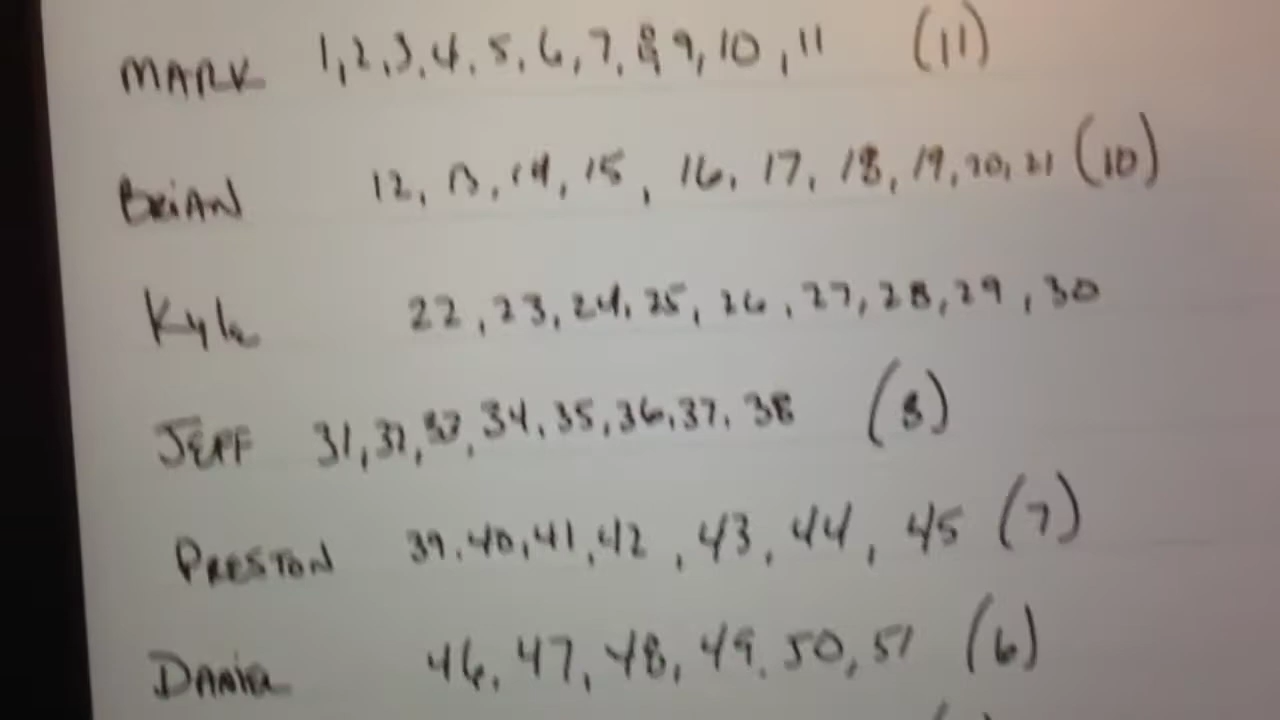 MARK 1,2,3,4,5,6,7,8,9,10,11 (11)
BRIAN 12,13,14,15,16,17,18,19,20,21 (10)
Kyle 22,23,24,25,26,27,28,29,30
JEFF 31,32,33,34,35,36,37,38 (8)
PRESTON 39,40,41,42,43,44,45 (7)
DANIEL 46,47,48,49,50,51 (6)